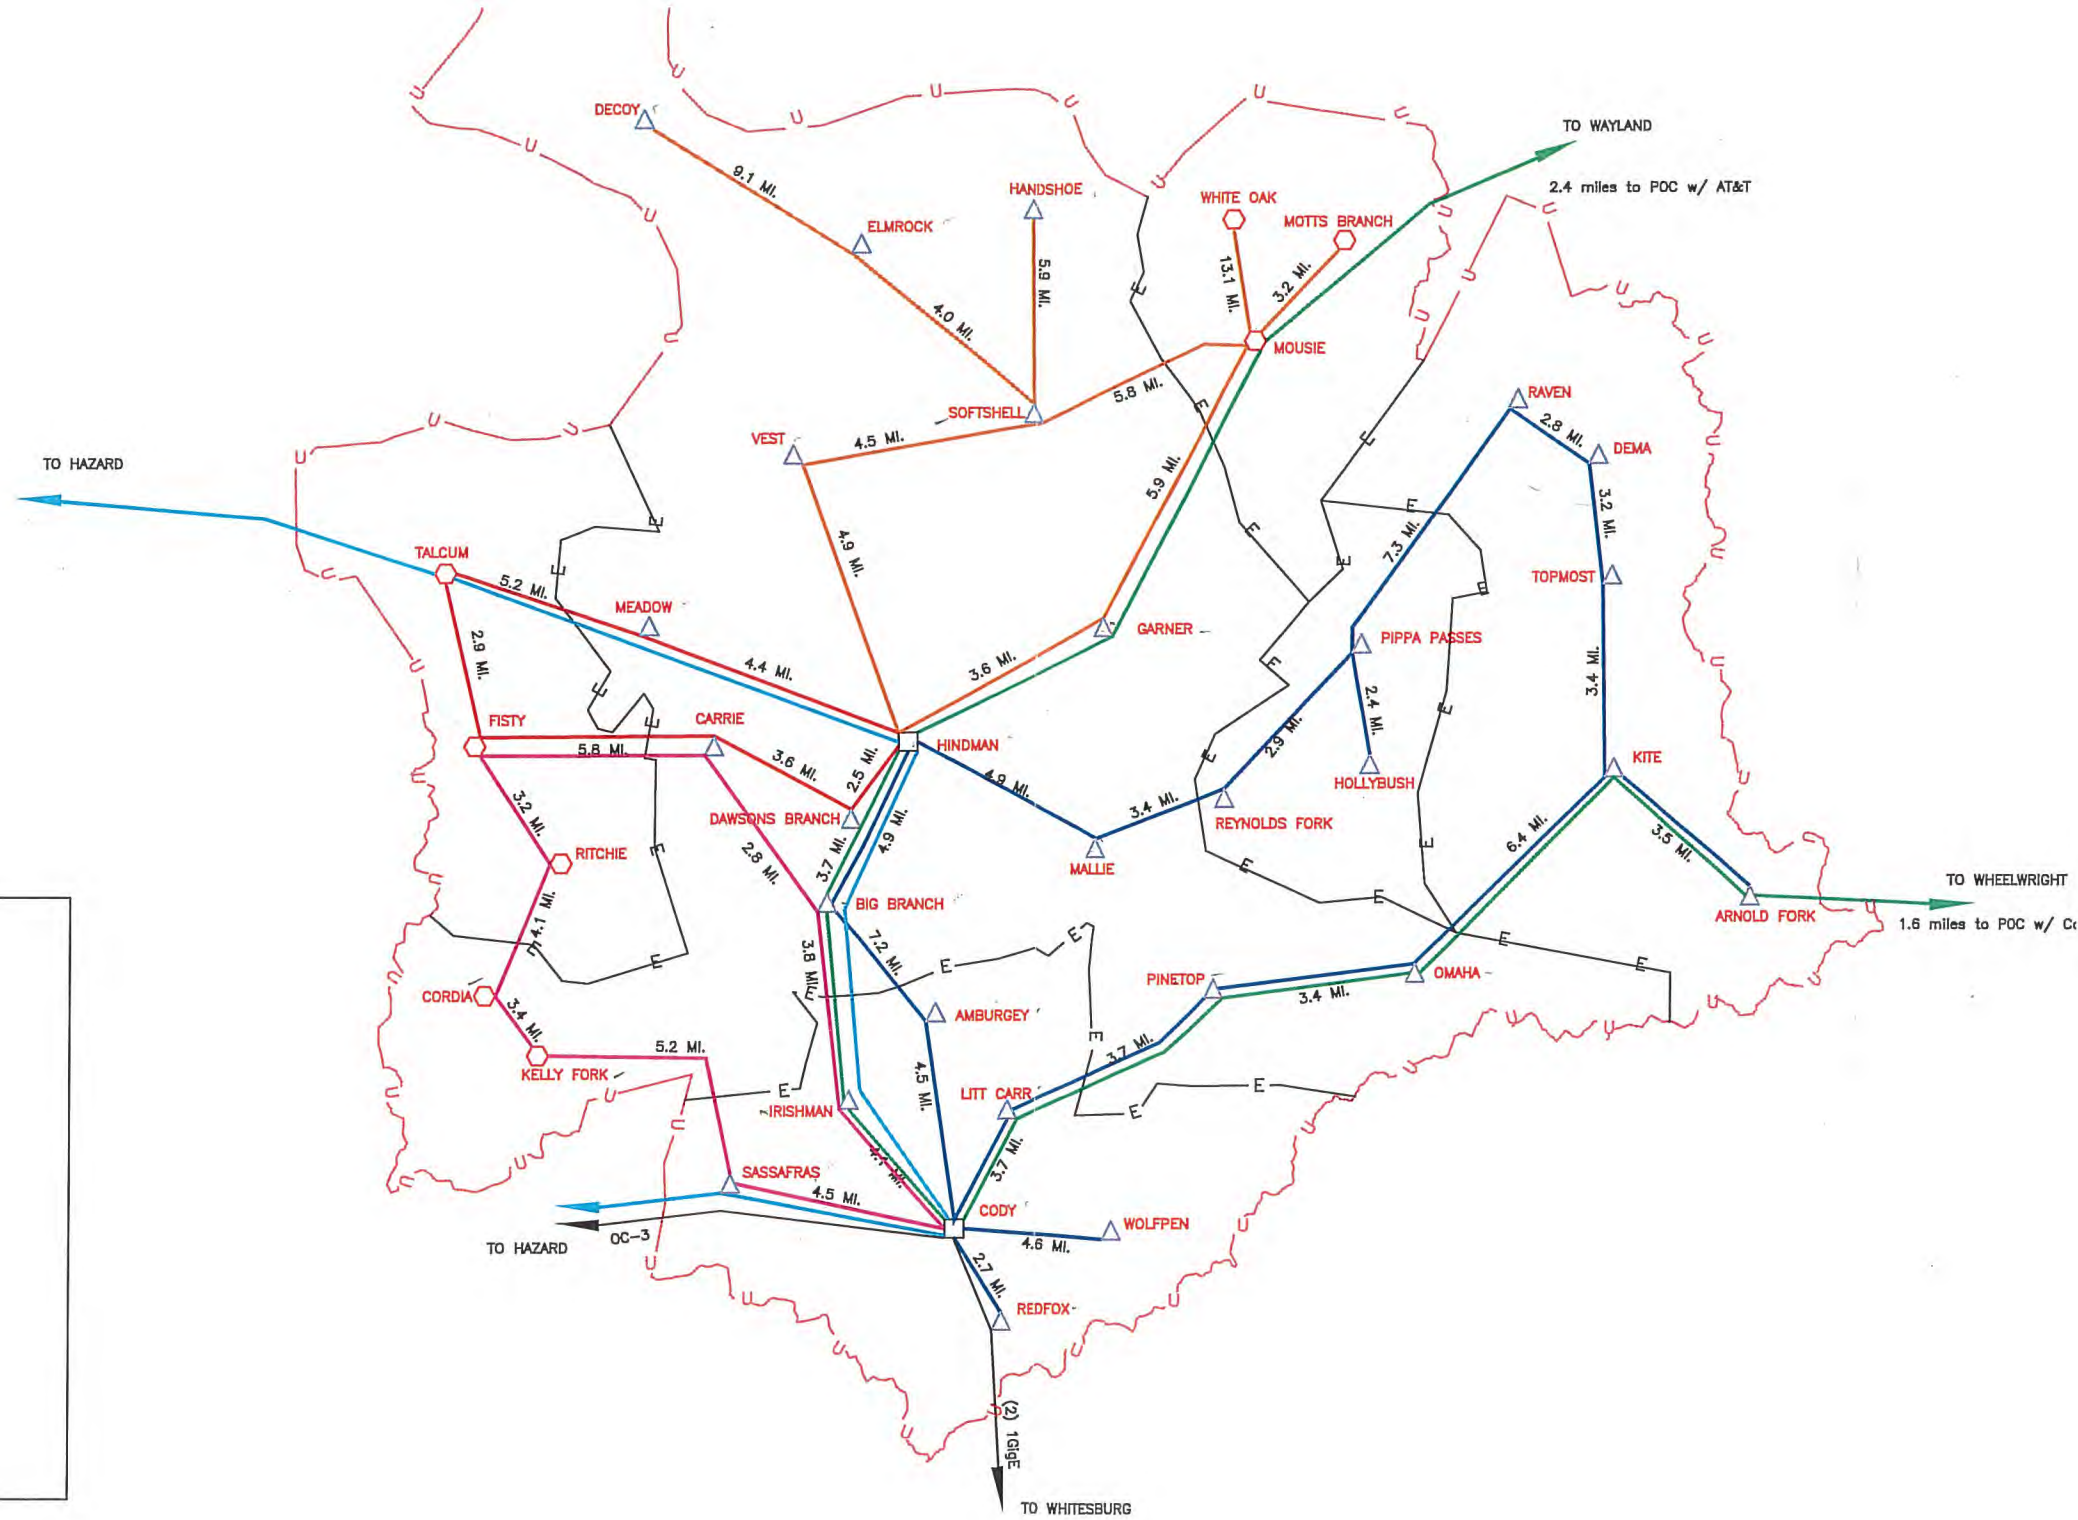 TO WAYLAND
DECOY
2.4 miles to POC w/ AT&T
9.1 MI.
HANDSHOE
WHITE OAK
MOTTS BRANCH
ELMROCK
5.9 MI.
13.1 MI.
3.2 MI.
4.0 MI.
MOUSIE
5.8 MI.
RAVEN
2.8 MI.
SOFTSHELL
VEST
4.5 MI.
DEMA
TO HAZARD
5.9 MI.
3.2 MI.
7.3 MI.
4.9 MI.
TALCUM
5.2 MI.
TOPMOST
MEADOW
GARNER
PIPPA PASSES
2.9 MI.
4.4 MI.
3.6 MI.
3.4 MI.
2.4 MI.
FISTY
CARRIE
2.9 MI.
HINDMAN
5.8 MI.
3.6 MI.
2.5 MI.
KITE
4.9 MI.
HOLLYBUSH
3.2 MI.
3.4 MI.
DAWSONS BRANCH
4.9 MI.
REYNOLDS FORK
6.4 MI.
3.5 MI.
RITCHIE
2.8 MI.
3.7 MI.
MALLIE
TO WHEELWRIGHT
BIG BRANCH
4.1 MI.
ARNOLD FORK
1.6 miles to POC w/
7.2 MI.
3.8 MI.
PINETOP
OMAHA
CORDIA
3.4 MI.
3.4 MI.
AMBURGEY
5.2 MI.
3.7 MI.
KELLY FORK
4.5 MI.
LITT CARR
IRISHMAN
3.7 MI.
SASSAFRAS
4.5 MI.
CODY
WOLFPEN
4.6 MI.
OC-3
TO HAZARD
2.7 MI.
REDFOX
(2) 1GigE
TO WHITESBURG